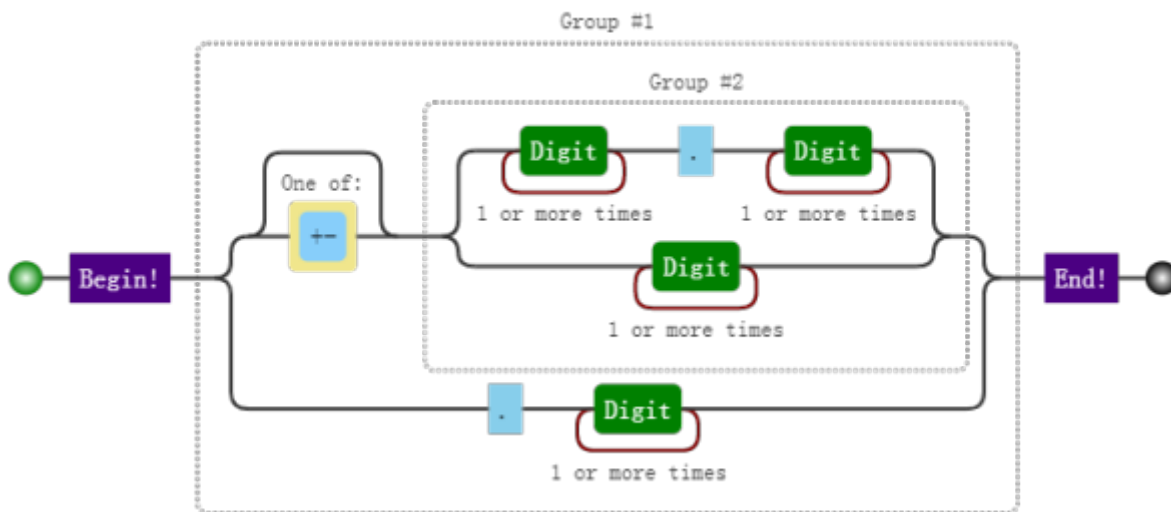 Group #1
Group #2
Digit . Digit
One of:
1 or more times 1 or more times
+-
Begin! Digit End!
1 or more times
. Digit
1 or more times